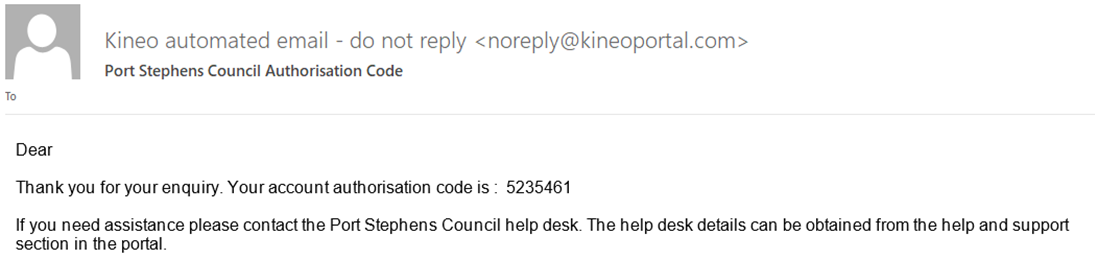 Kineo automated email - do not reply <noreply@kineoportal.com>
Port Stephens Council Authorisation Code
To
Dear
Thank you for your enquiry. Your account authorisation code is :  5235461
If you need assistance please contact the Port Stephens Council help desk. The help desk details can be obtained from the help and support
section in the portal.